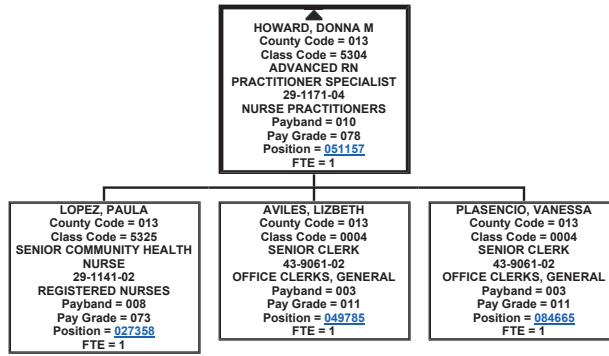 HOWARD, DONNA M
County Code = 013
Class Code = 5304
ADVANCED RN
PRACTITIONER SPECIALIST
29-1171-04
NURSE PRACTITIONERS
Payband = 010
Pay Grade = 078
Position = 051157
FTE = 1
LOPEZ, PAULA
County Code = 013
Class Code = 5325
SENIOR COMMUNITY HEALTH
NURSE
29-1141-02
REGISTERED NURSES
Payband = 008
Pay Grade = 073
Position = 027358
FTE = 1
AVILES, LIZBETH
County Code = 013
Class Code = 0004
SENIOR CLERK
43-9061-02
OFFICE CLERKS, GENERAL
Payband = 003
Pay Grade = 011
Position = 049785
FTE = 1
PLASENCIO, VANESSA
County Code = 013
Class Code = 0004
SENIOR CLERK
43-9061-02
OFFICE CLERKS, GENERAL
Payband = 003
Pay Grade = 011
Position = 084665
FTE = 1